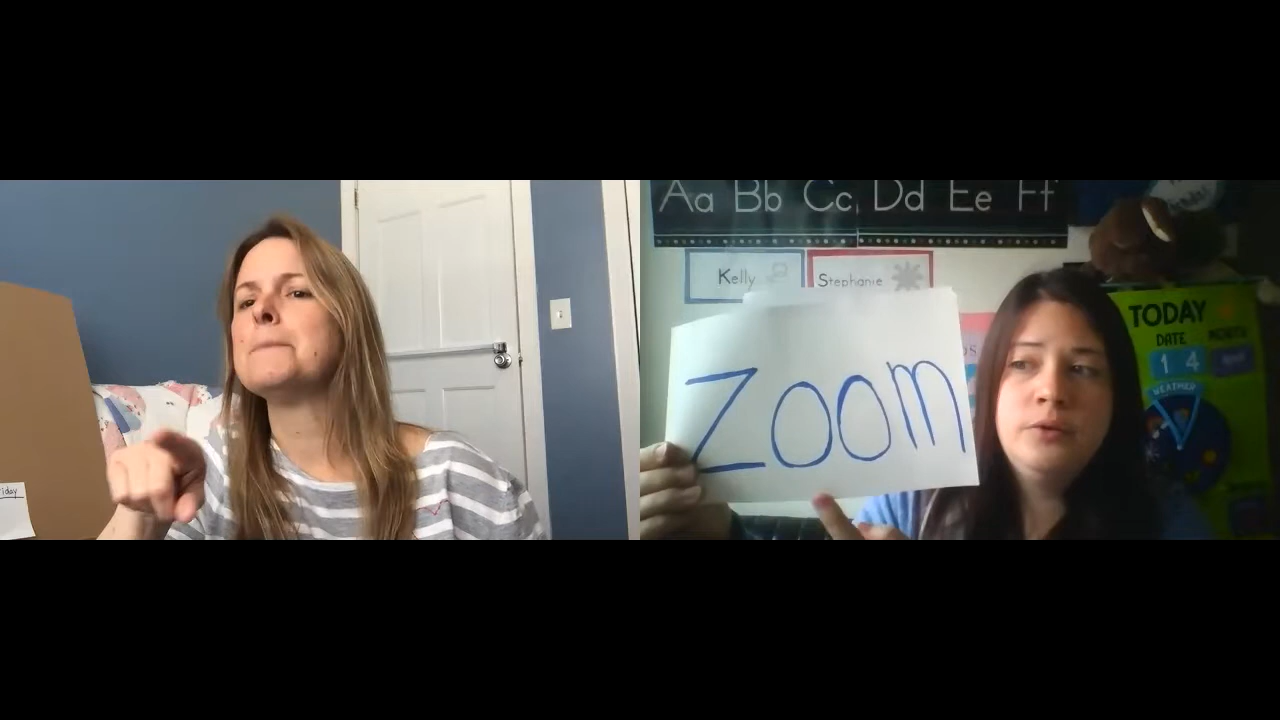 iday
Aa Bb Cc Dd Ee Ff
Kelly
Stephanie
zoom
TODAY
DATE
MONTH
14
WEATHER